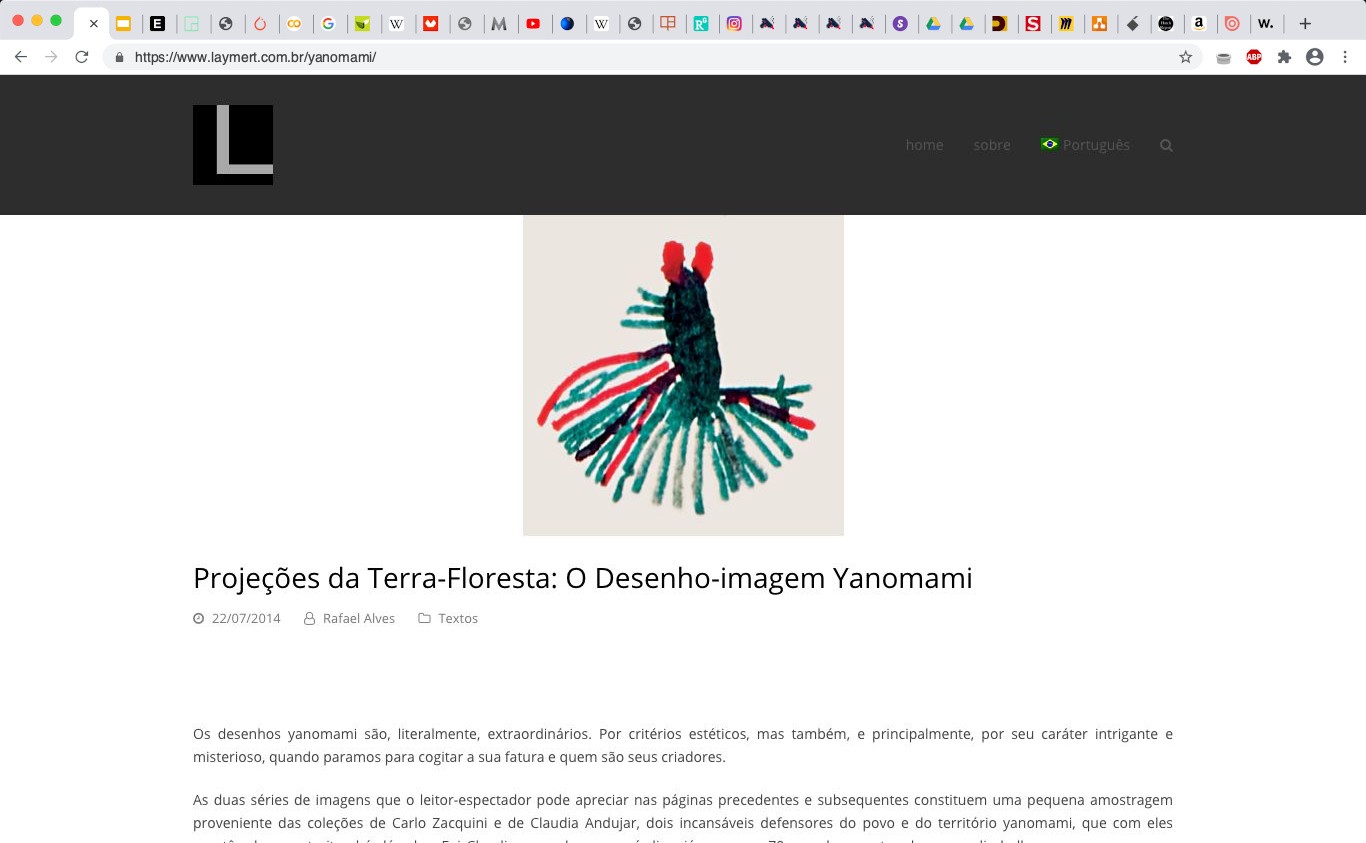 https://www.laymert.com.br/yanomami/
ABP
home sobre Português
Projeções da Terra-Floresta: O Desenho-imagem Yanomami
22/07/2014 Rafael Alves Textos
Os desenhos yanomami são, literalmente, extraordinários. Por critérios estéticos, mas também, e principalmente, por seu caráter intrigante e
misterioso, quando paramos para cogitar a sua fatura e quem são seus criadores.
As duas séries de imagens que o leitor-espectador pode apreciar nas páginas precedentes e subsequentes constituem uma pequena amostragem
proveniente das coleções de Carlo Zacquini e de Claudia Andujar, dois incansáveis defensores do povo e do território yanomami, que com eles